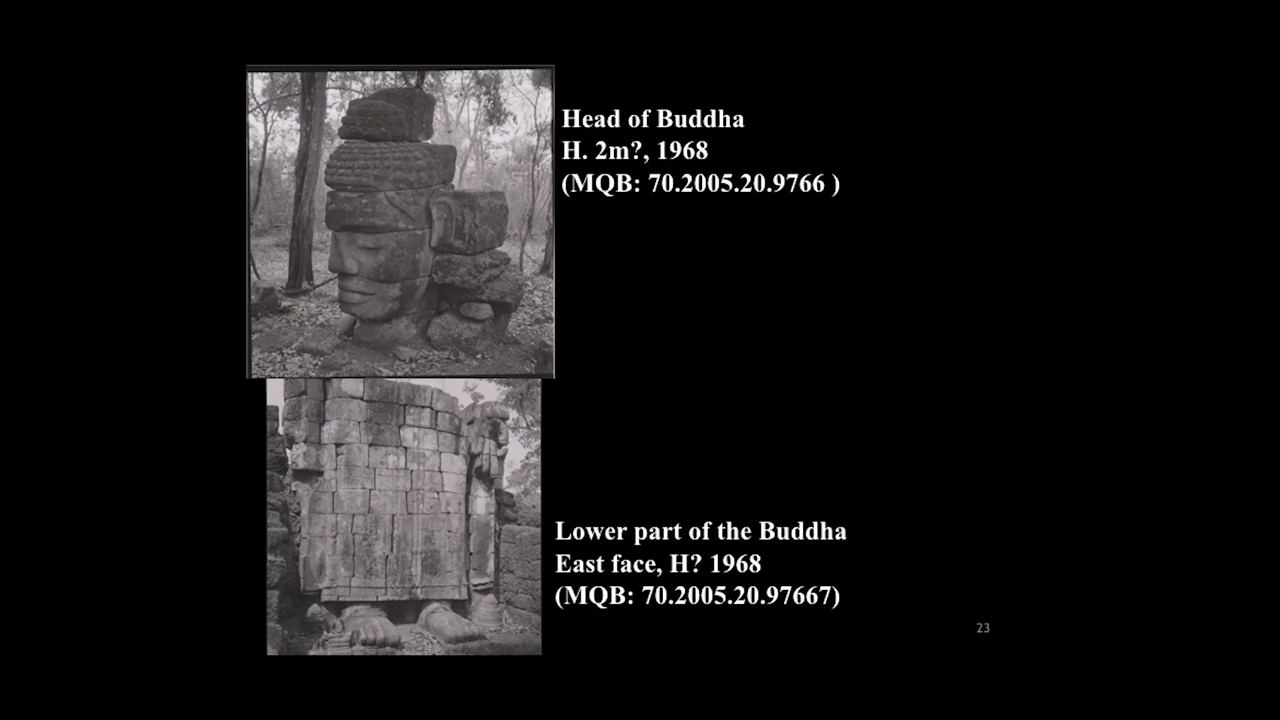 Head of Buddha
H. 2m?, 1968
(MQB: 70.2005.20.9766 )
Lower part of the Buddha
East face, H? 1968
(MQB: 70.2005.20.97667)
23